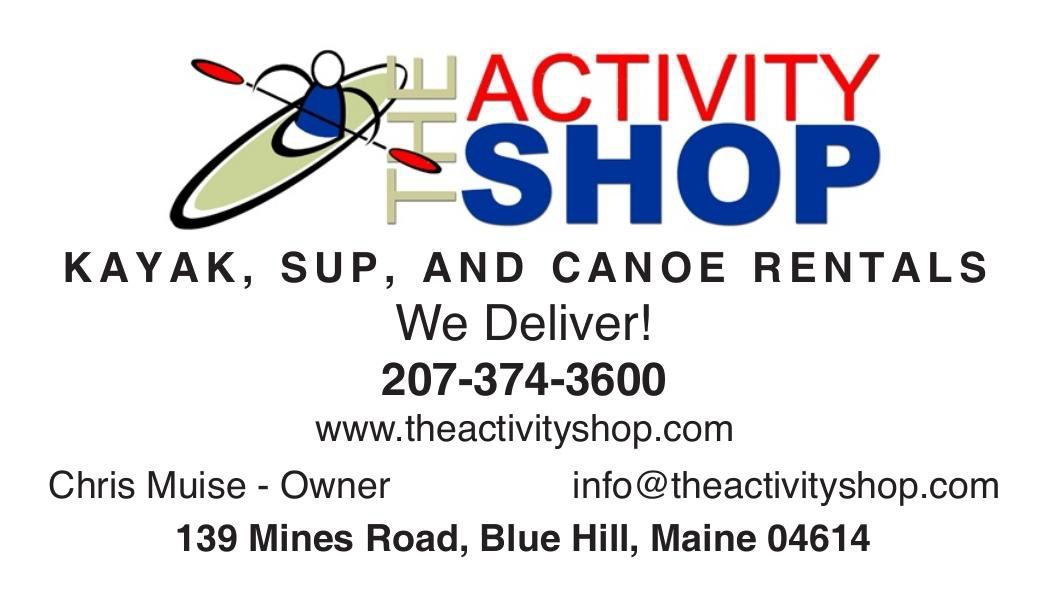 THE ACTIVITY
SHOP
KAYAK, SUP, AND CANOE RENTALS
We Deliver!
207-374-3600
www.theactivityshop.com
Chris Muise - Owner
info@theactivityshop.com
139 Mines Road, Blue Hill, Maine 04614